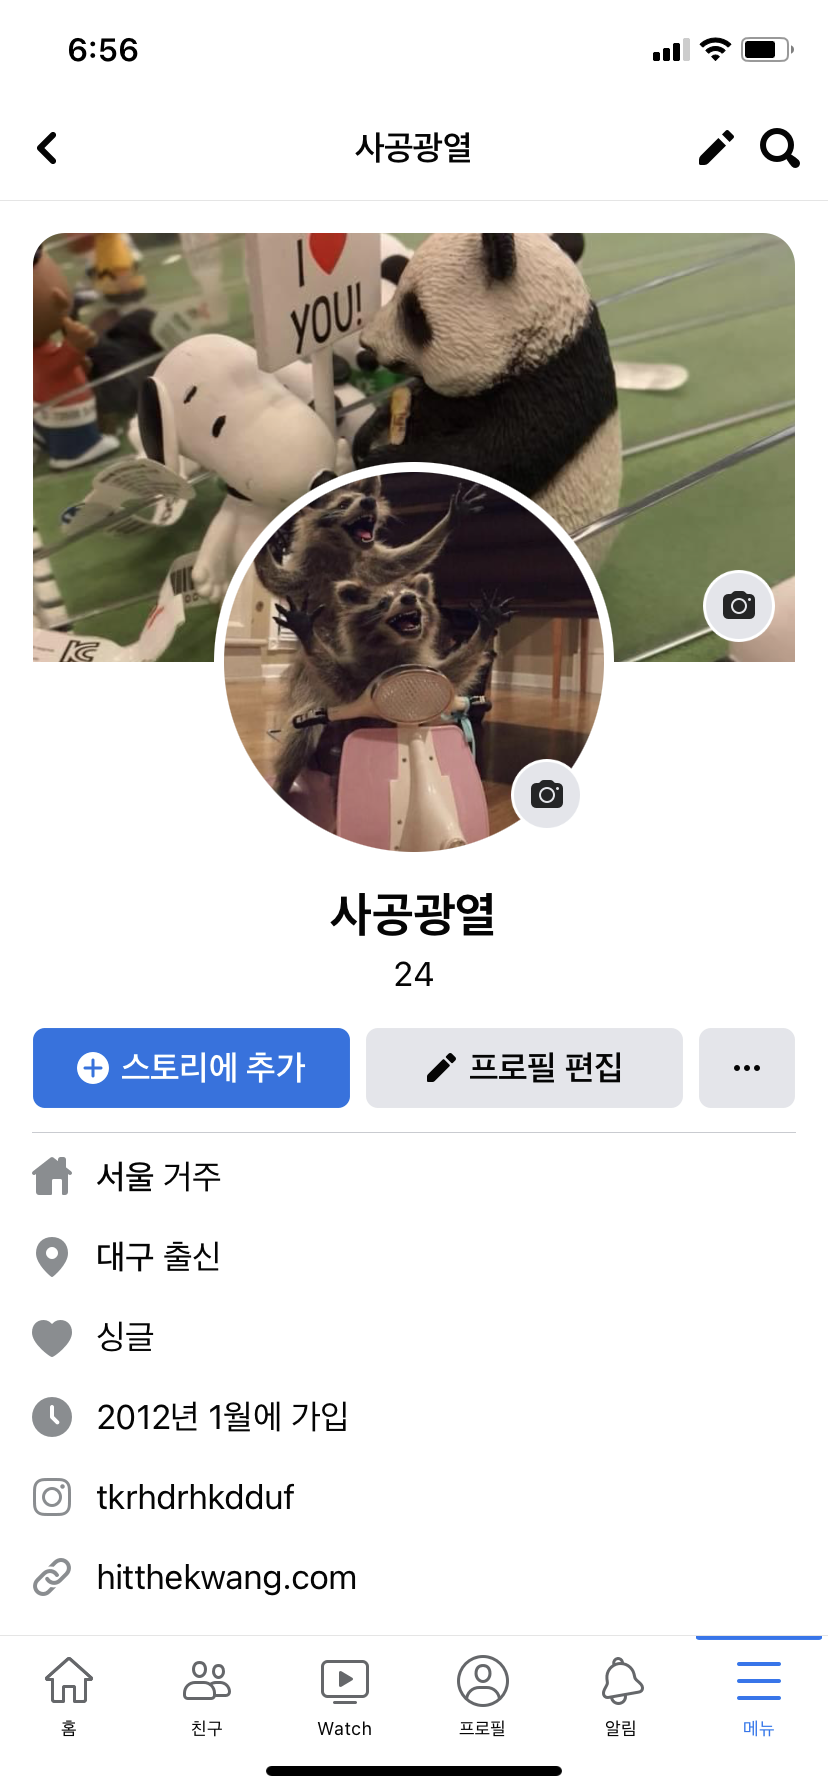 6:56
사공광열
I
YOU!
사공광열
24
스토리에 추가
프로필 편집
서울 거주
대구 출신
싱글
2012년 1월에 가입
tkrhdrhkdduf
hitthekwang.com
홈
친구
Watch
프로필
알림
메뉴